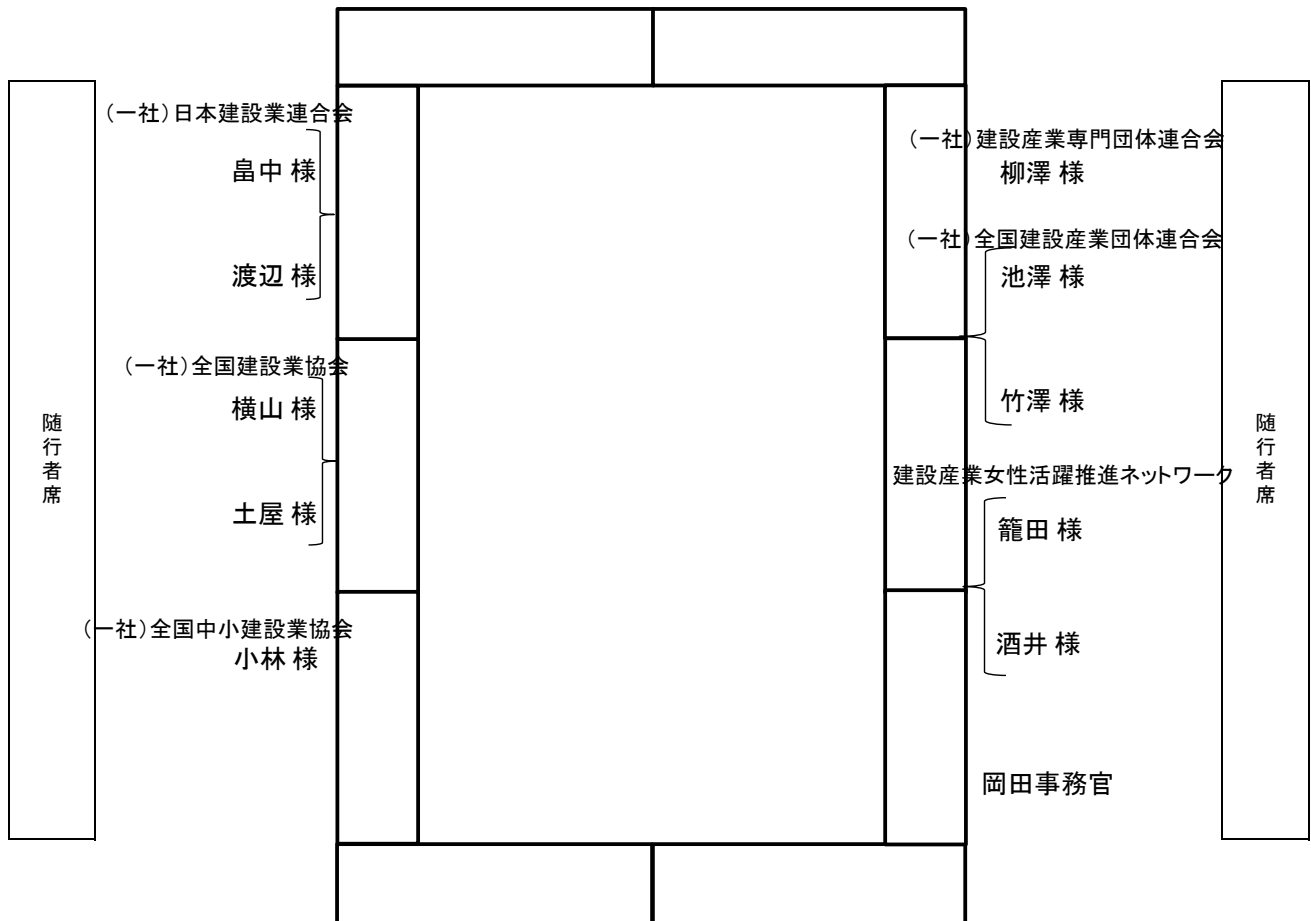 （一社）日本建設業連合会
畠中 様
渡辺 様
（一社）全国建設業協会
横山 様
土屋 様
（一社）全国中小建設業協会
小林 様
随行者席
（一社）建設産業専門団体連合会
柳澤 様
（一社）全国建設産業団体連合会
池澤 様
竹澤 様
建設産業女性活躍推進ネットワーク
籠田 様
酒井 様
岡田事務官
随行者席